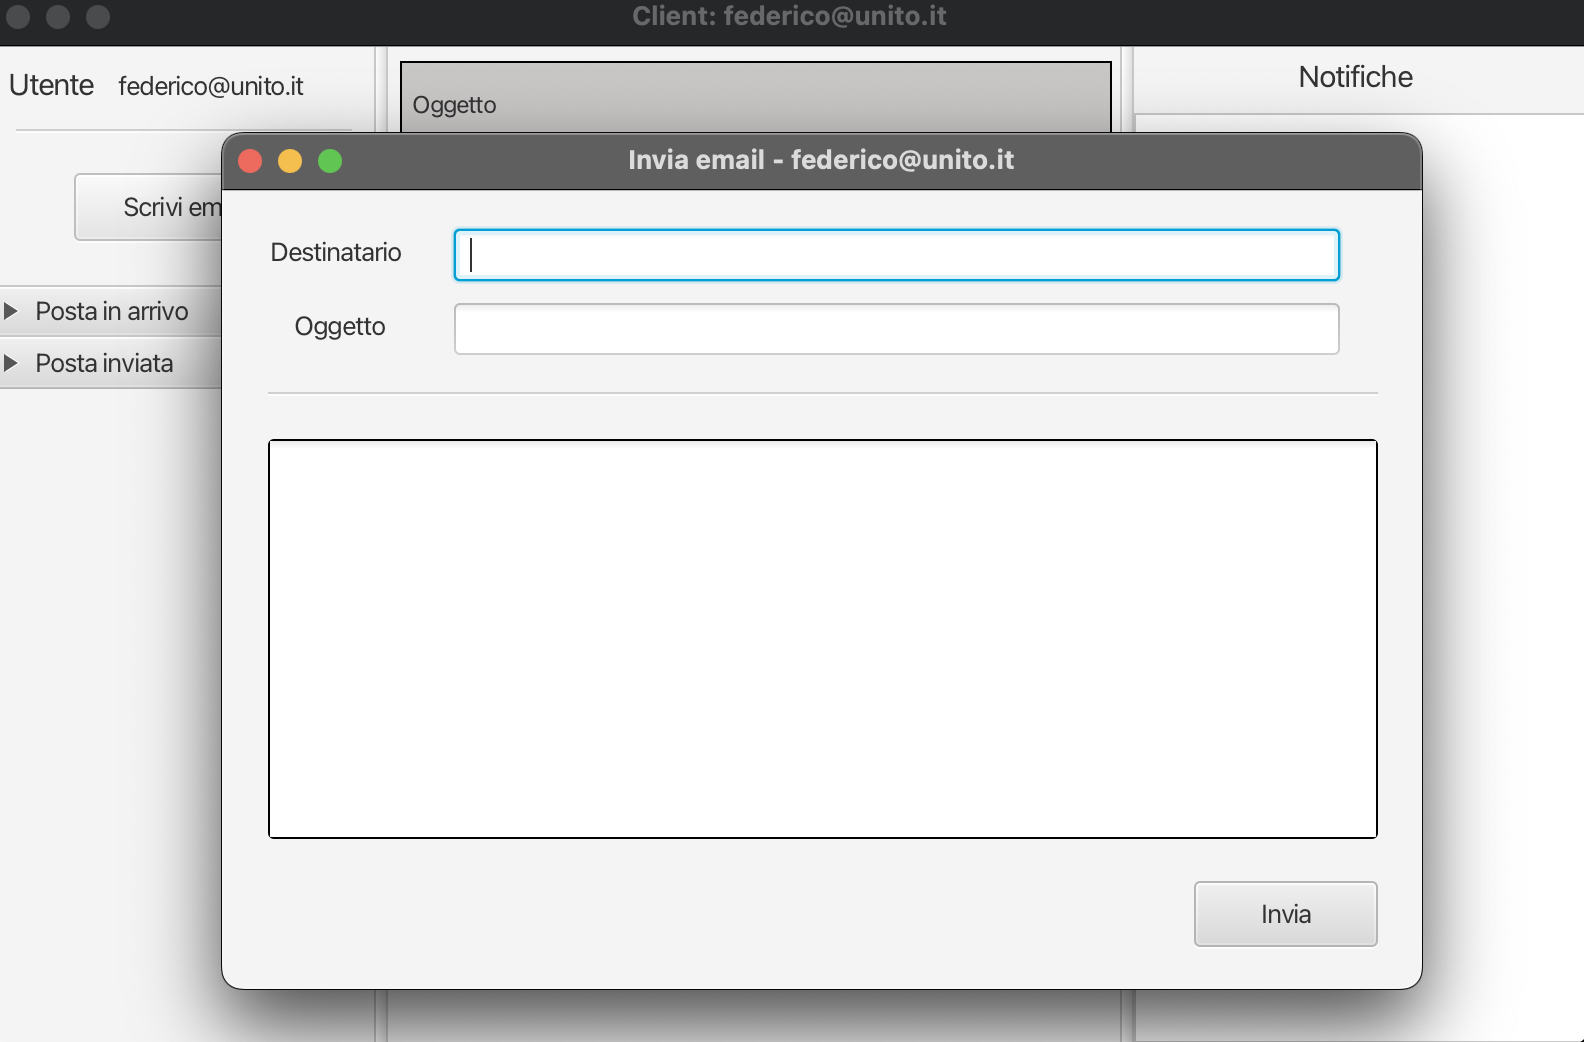 Client: federico@unito.it
Utente federico@unito.it
Notifiche
Oggetto
Scrivi em
Posta in arrivo
Posta inviata
Invia email - federico@unito.it
Destinatario
Oggetto
Invia